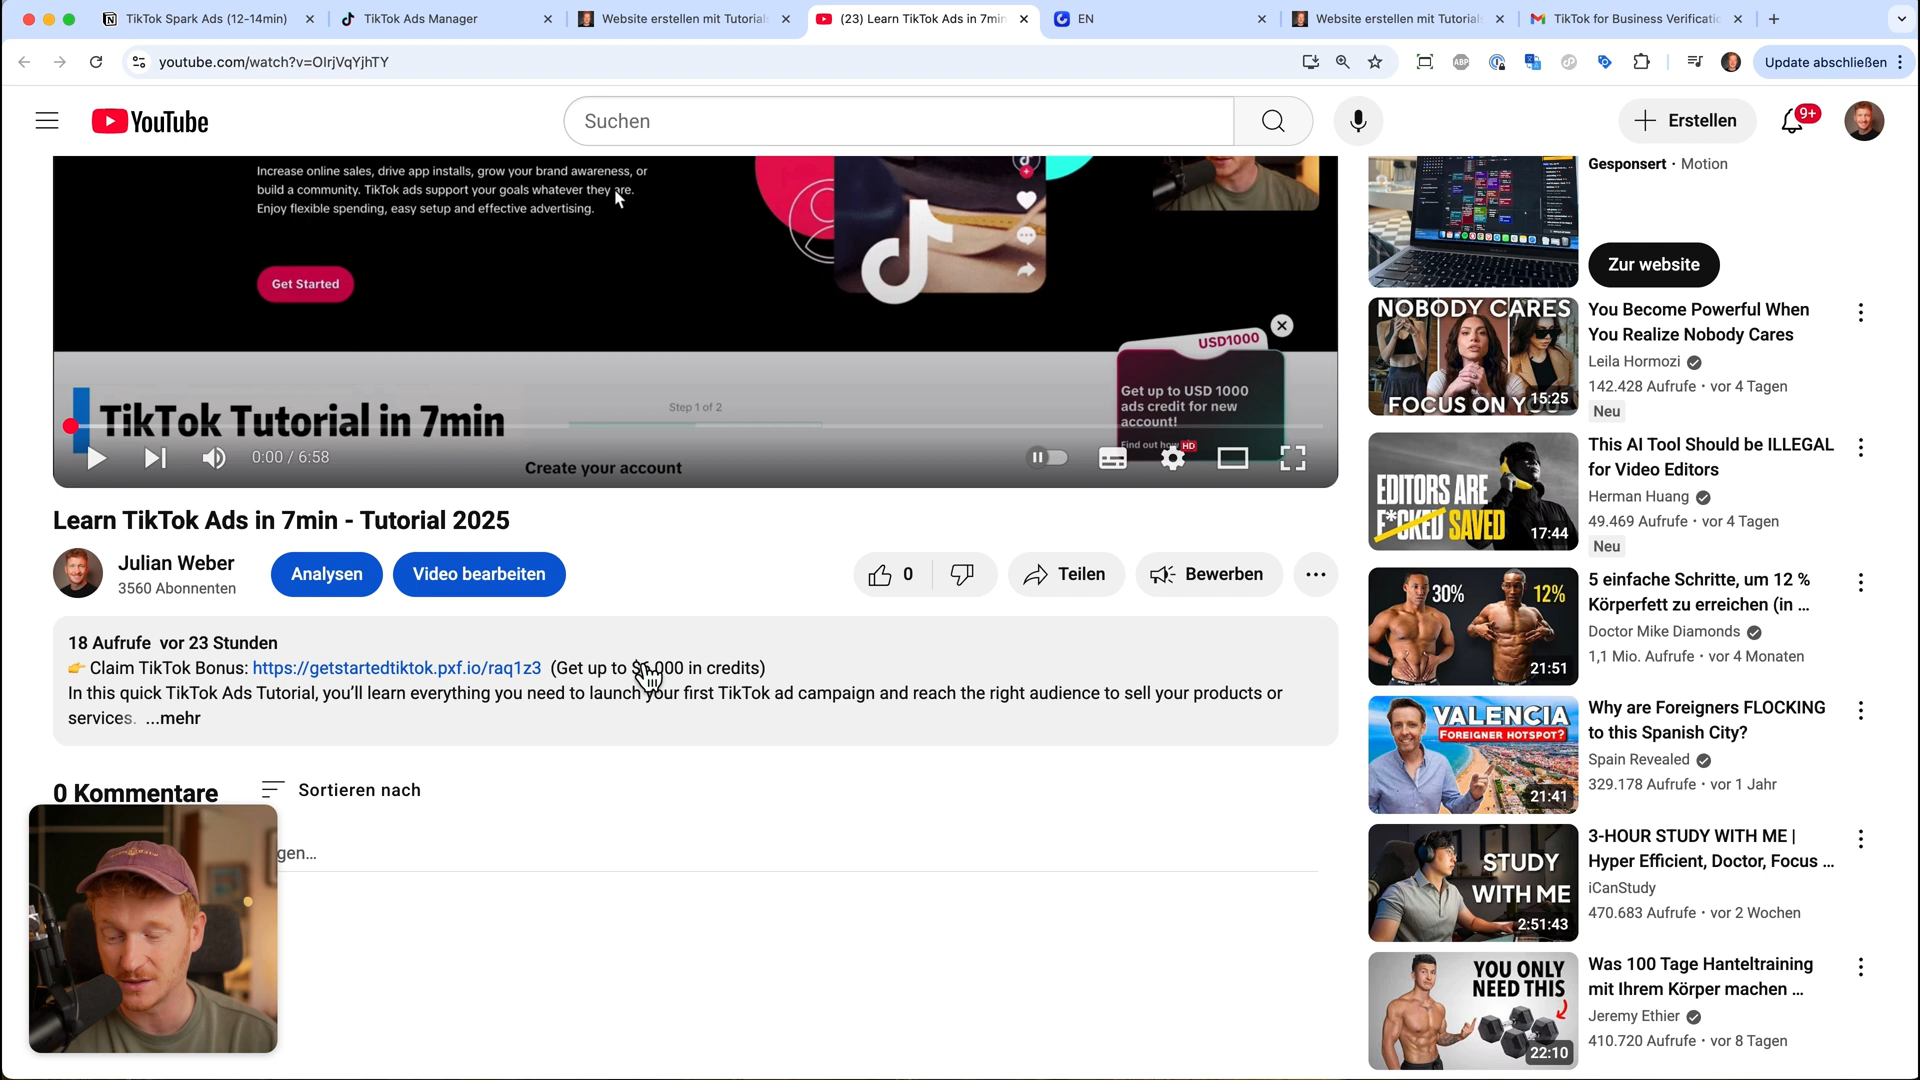 TikTok Spark Ads (12-14min)
TikTok Ads Manager
Website erstellen mit Tutorials
(23) Learn TikTok Ads in 7min
EN
Website erstellen mit Tutorials
TikTok for Business Verificatio
youtube.com/watch?v=OIrjVqYjhTY
ABP
Update abschließen
YouTube
Suchen
Erstellen
9+
Increase online sales, drive app installs, grow your brand awareness, or
build a community. TikTok ads support your goals whatever they are.
Enjoy flexible spending, easy setup and effective advertising.
Get Started
USD1000
Get up to USD 1000
ads credit for new
account!
Find out how
Step 1 of 2
TikTok Tutorial in 7min
0:00 / 6:58
HD
Create your account
Learn TikTok Ads in 7min - Tutorial 2025
Julian Weber
3560 Abonnenten
Analysen
Video bearbeiten
0
Teilen
Bewerben
18 Aufrufe vor 23 Stunden
👉 Claim TikTok Bonus: https://getstartedtiktok.pxf.io/raq1z3 (Get up to $6,000 in credits)
In this quick TikTok Ads Tutorial, you’ll learn everything you need to launch your first TikTok ad campaign and reach the right audience to sell your products or
services. ...mehr
0 Kommentare
Sortieren nach
gen...
Gesponsert · Motion
Zur website
NOBODY CARES
FOCUS ON YOU
15:25
You Become Powerful When
You Realize Nobody Cares
Leila Hormozi
142.428 Aufrufe · vor 4 Tagen
Neu
EDITORS ARE
F*CKED SAVED
17:44
This AI Tool Should be ILLEGAL
for Video Editors
Herman Huang
49.469 Aufrufe · vor 4 Tagen
Neu
30%
12%
21:51
5 einfache Schritte, um 12 %
Körperfett zu erreichen (in ...
Doctor Mike Diamonds
1,1 Mio. Aufrufe · vor 4 Monaten
VALENCIA
FOREIGNER HOTSPOT?
21:41
Why are Foreigners FLOCKING
to this Spanish City?
Spain Revealed
329.178 Aufrufe · vor 1 Jahr
STUDY
WITH ME
2:51:43
3-HOUR STUDY WITH ME |
Hyper Efficient, Doctor, Focus ...
iCanStudy
470.683 Aufrufe · vor 2 Wochen
YOU ONLY
NEED THIS
22:10
Was 100 Tage Hanteltraining
mit Ihrem Körper machen ...
Jeremy Ethier
410.720 Aufrufe · vor 8 Tagen